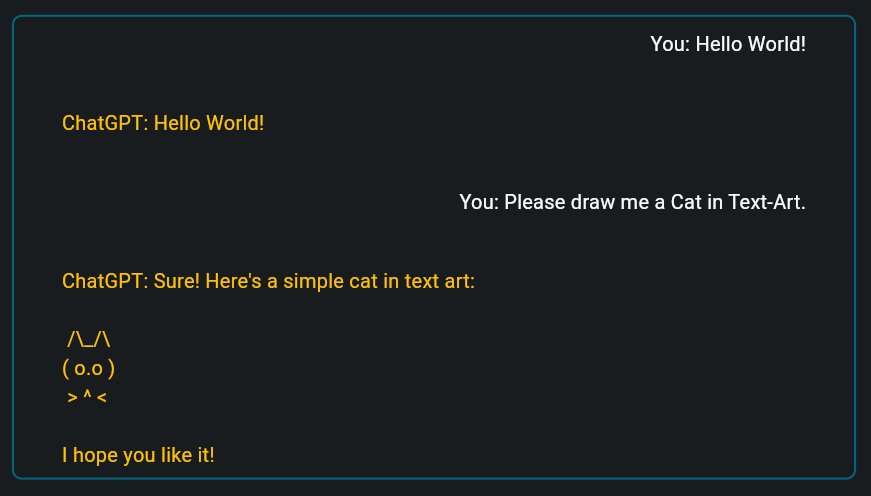 You: Hello World!
ChatGPT: Hello World!
You: Please draw me a Cat in Text-Art.
ChatGPT: Sure! Here's a simple cat in text art:
 /\_/\
( o.o )
 > ^ <
I hope you like it!